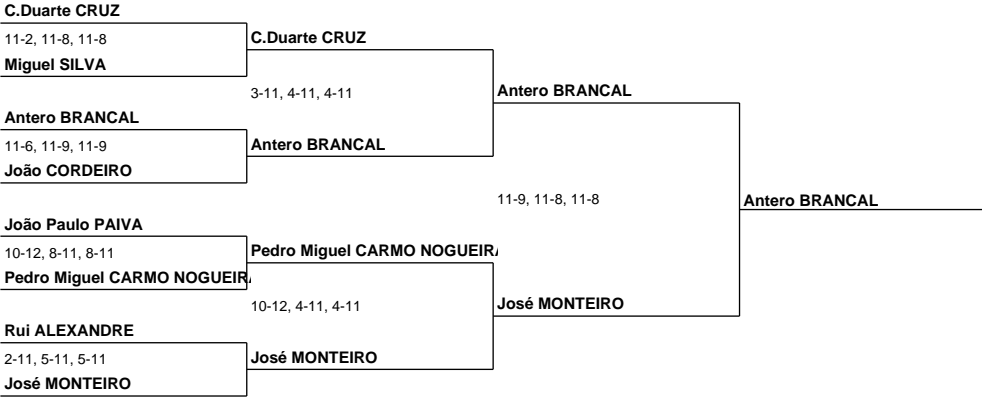 C.Duarte CRUZ
11-2, 11-8, 11-8
C.Duarte CRUZ
Miguel SILVA
3-11, 4-11, 4-11
Antero BRANCAL
Antero BRANCAL
11-6, 11-9, 11-9
Antero BRANCAL
João CORDEIRO
11-9, 11-8, 11-8
Antero BRANCAL
João Paulo PAIVA
10-12, 8-11, 8-11
Pedro Miguel CARMO NOGUEIR
Pedro Miguel CARMO NOGUEIR
10-12, 4-11, 4-11
José MONTEIRO
Rui ALEXANDRE
2-11, 5-11, 5-11
José MONTEIRO
José MONTEIRO